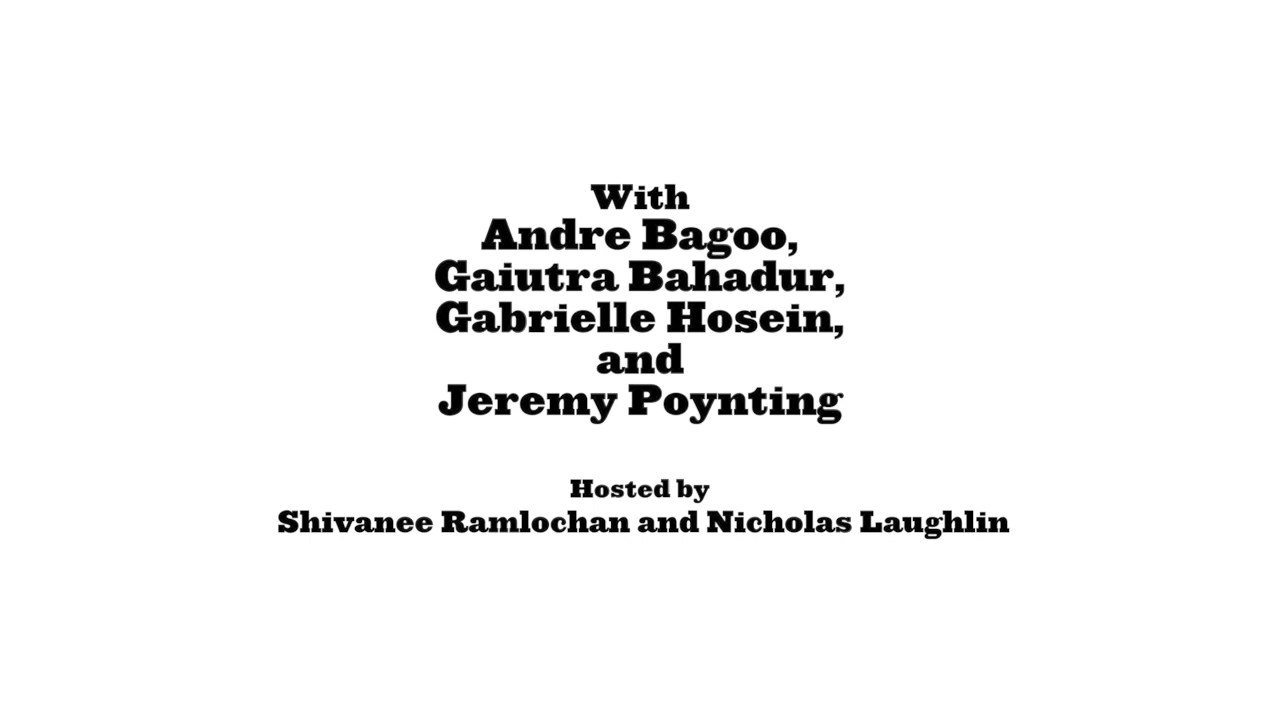 With
Andre Bagoo,
Gaiutra Bahadur,
Gabrielle Hosein,
and
Jeremy Poynting
Hosted by
Shivanee Ramlochan and Nicholas Laughlin